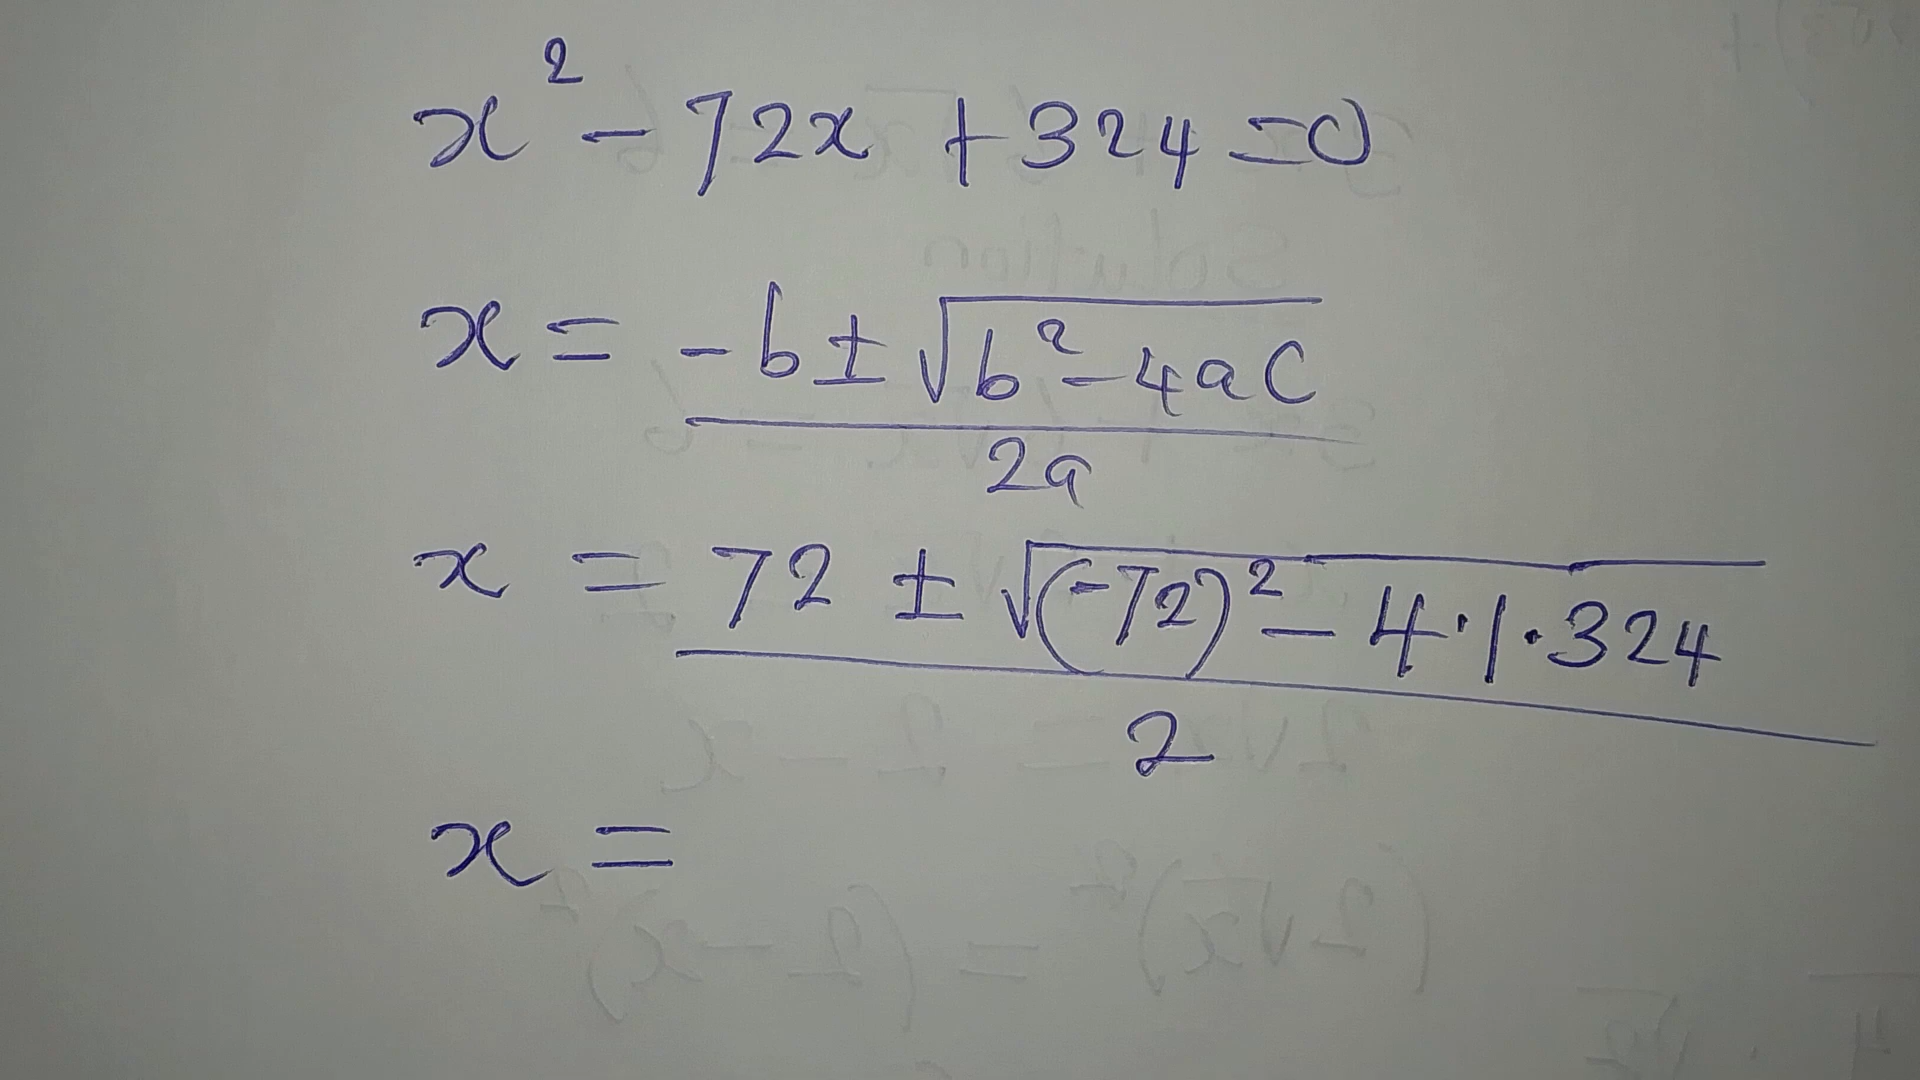 x² - 72x + 324 = 0
x = -b ± √(b² - 4ac) / 2a
x = 72 ± √((-72)² - 4·1·324) / 2
x =